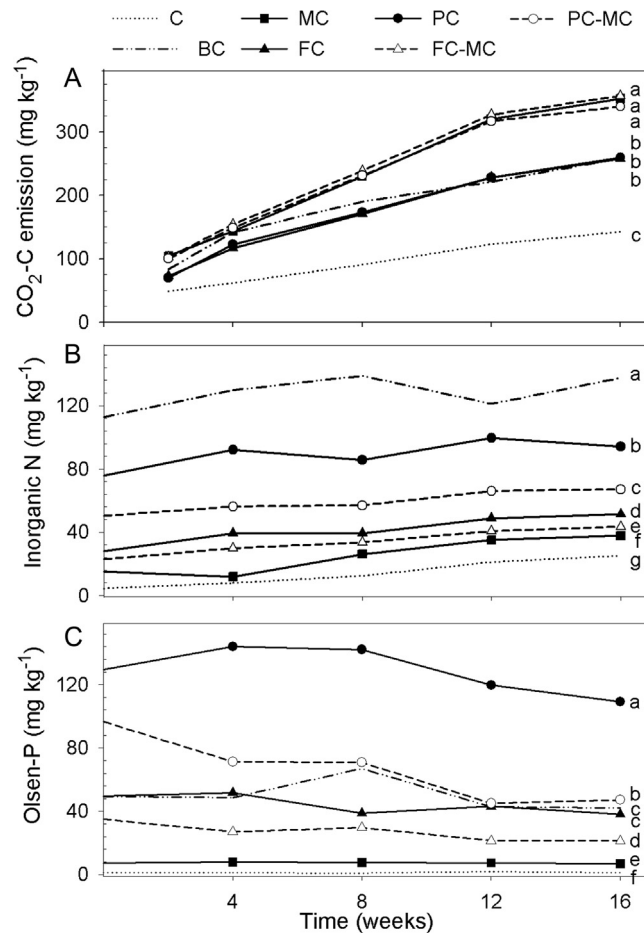 C MC PC PC-MC
BC FC FC-MC
A
CO2-C emission (mg kg-1)
300
200
100
0
a
a
a
b
b
b
c
B
Inorganic N (mg kg-1)
120
80
40
0
a
b
c
d
e
f
g
C
Olsen-P (mg kg-1)
120
80
40
0
a
b
c
c
d
e
f
4 8 12 16
Time (weeks)